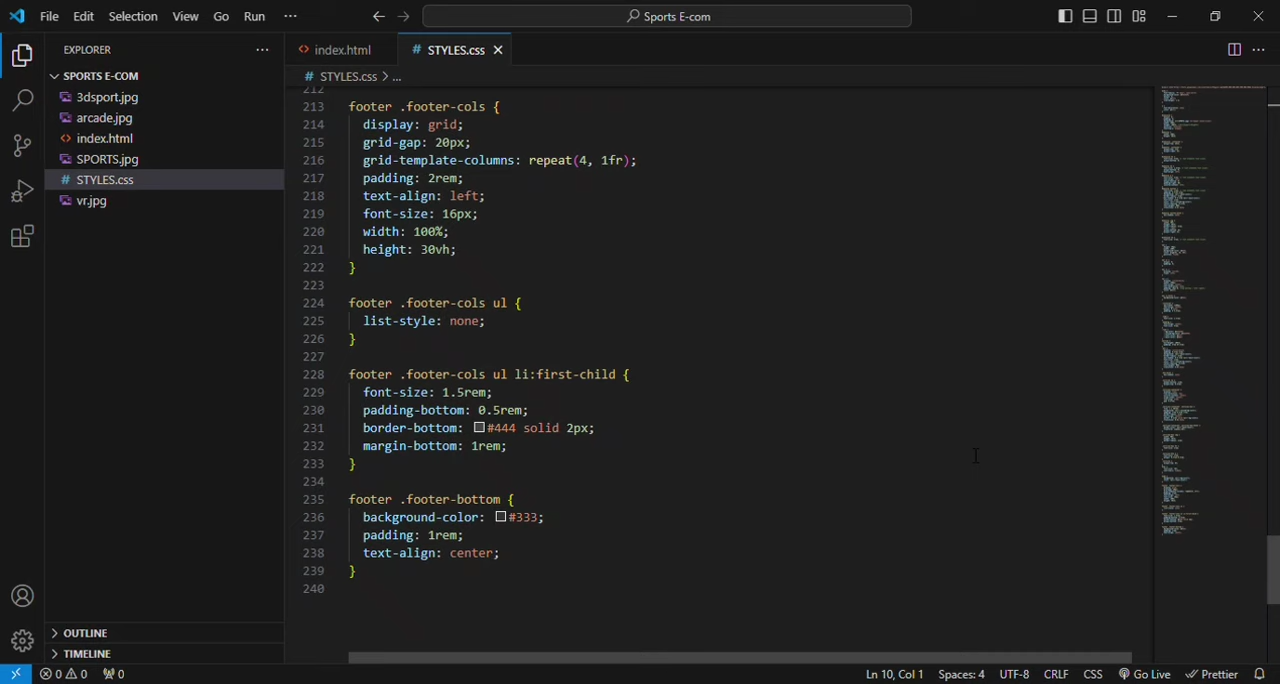 File Edit Selection View Go Run ··· Sports E-com
EXPLORER ···
SPORTS E-COM
3dsport.jpg
arcade.jpg
index.html
SPORTS.jpg
STYLES.css
vr.jpg
OUTLINE
TIMELINE
index.html # STYLES.css
# STYLES.css > ...
212
213 footer .footer-cols {
214 display: grid;
215 grid-gap: 20px;
216 grid-template-columns: repeat(4, 1fr);
217 padding: 2rem;
218 text-align: left;
219 font-size: 16px;
220 width: 100%;
221 height: 30vh;
222 }
223
224 footer .footer-cols ul {
225 list-style: none;
226 }
227
228 footer .footer-cols ul li:first-child {
229 font-size: 1.5rem;
230 padding-bottom: 0.5rem;
231 border-bottom: #444 solid 2px;
232 margin-bottom: 1rem;
233 }
234
235 footer .footer-bottom {
236 background-color: #333;
237 padding: 1rem;
238 text-align: center;
239 }
240
0 0 0 Ln 10, Col 1 Spaces: 4 UTF-8 CRLF CSS Go Live Prettier